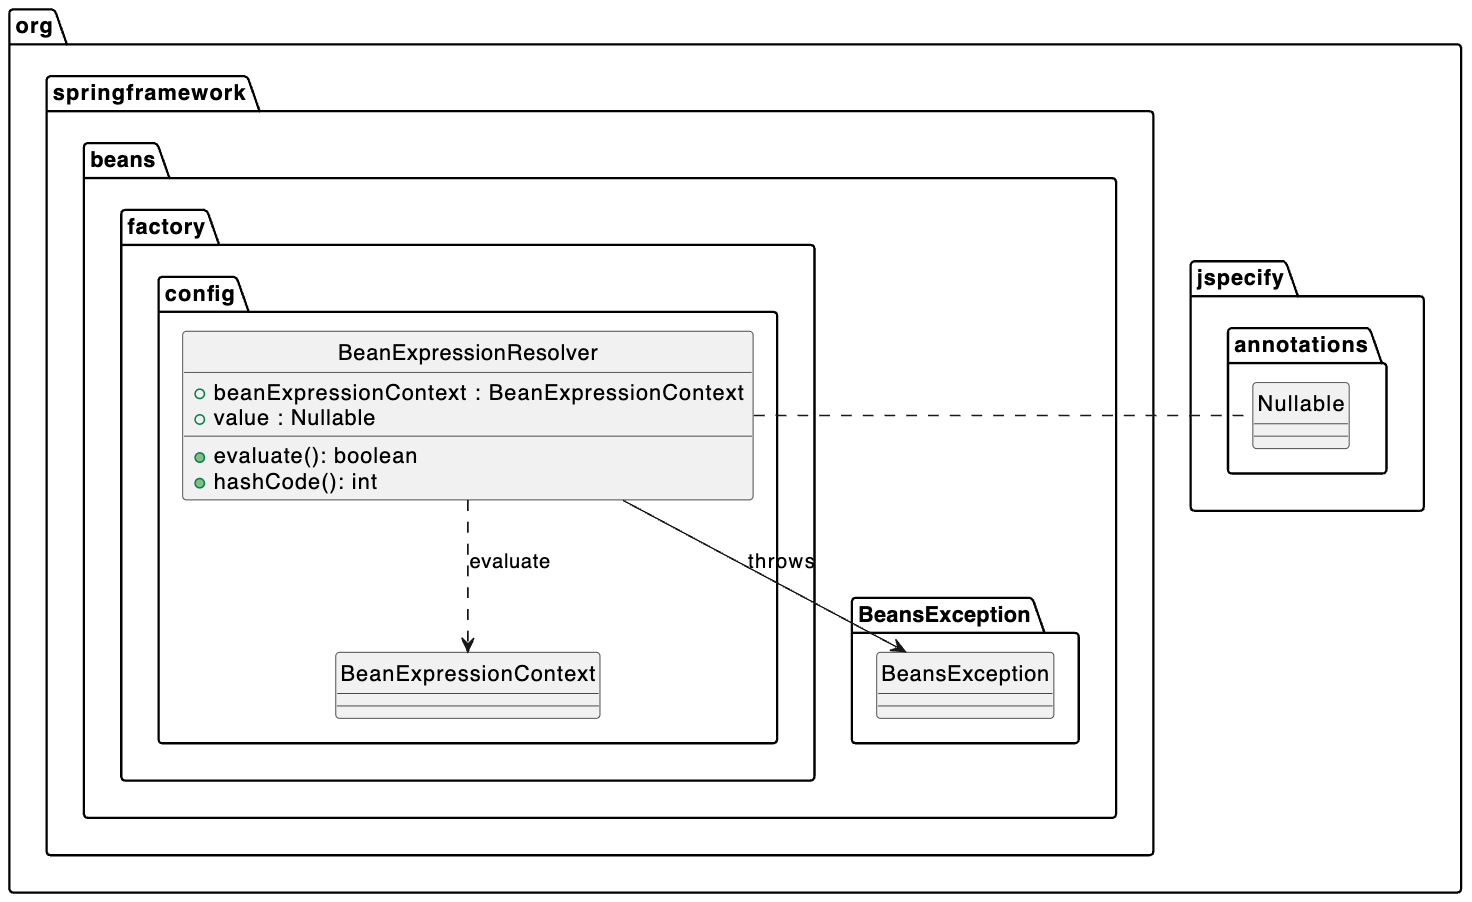 org
springframework
beans
factory
config
BeanExpressionResolver
beanExpressionContext : BeanExpressionContext
value : Nullable
evaluate(): boolean
hashCode(): int
jspecify
annotations
Nullable
evaluate
throws
BeanExpressionContext
BeansException
BeansException